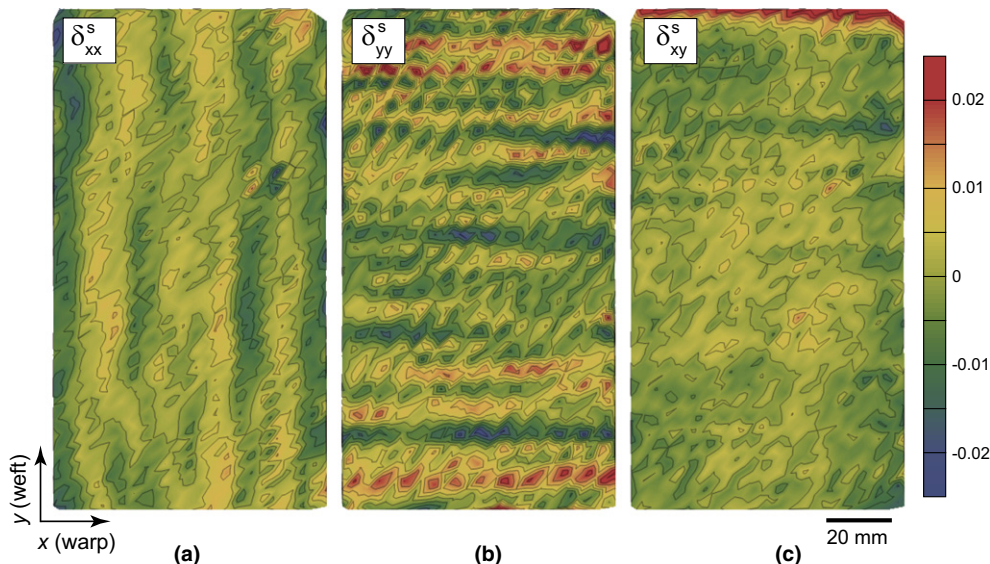 δ^s_xx
δ^s_yy
δ^s_xy
0.02
0.01
0
-0.01
-0.02
y (weft)
x (warp)
20 mm
(a)
(b)
(c)